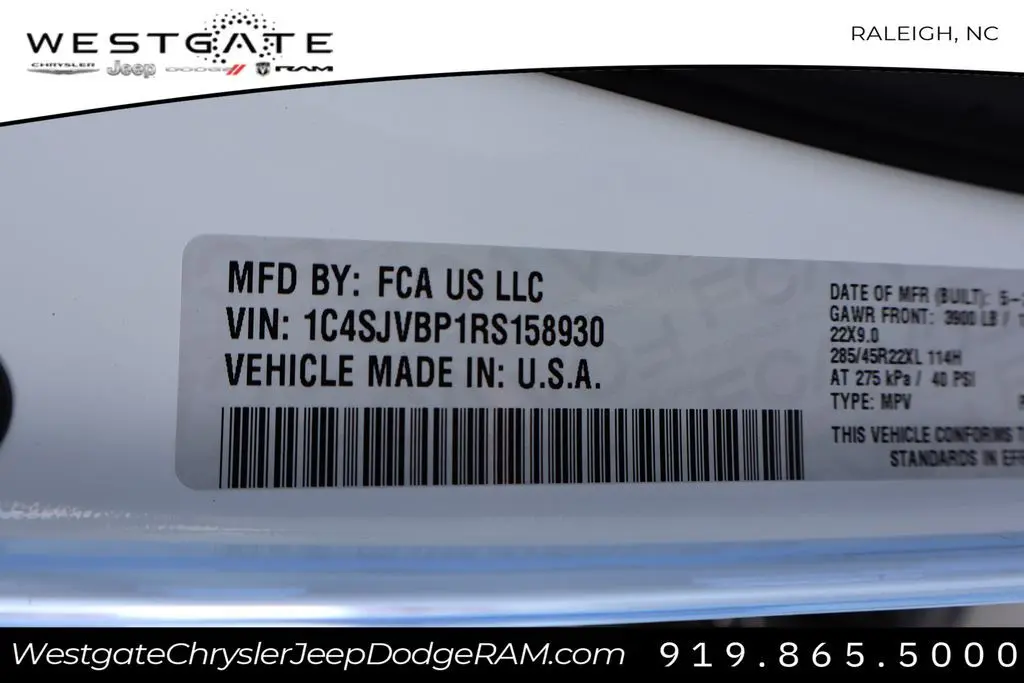 WESTGATE
CHRYSLER Jeep DODGE RAM
RALEIGH, NC
MFD BY: FCA US LLC
VIN: 1C4SJVBP1RS158930
VEHICLE MADE IN: U.S.A.
DATE OF MFR (BUILT): 5-
GAWR FRONT: 3900 LB /
22X9.0
285/45R22XL 114H
AT 275 kPa / 40 PSI
TYPE: MPV
THIS VEHICLE CONFORMS
STANDARDS IN
WestgateChryslerJeepDodgeRAM.com
919.865.5000